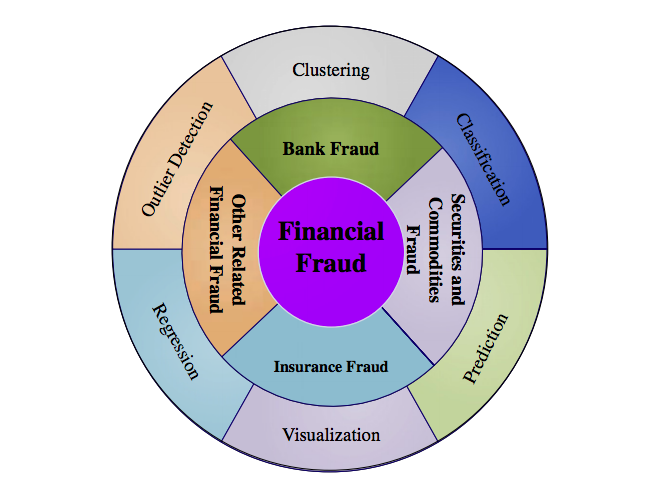 Clustering
Classification
Prediction
Visualization
Regression
Outlier Detection
Bank Fraud
Securities and
Commodities
Fraud
Insurance Fraud
Other Related
Financial Fraud
Financial
Fraud